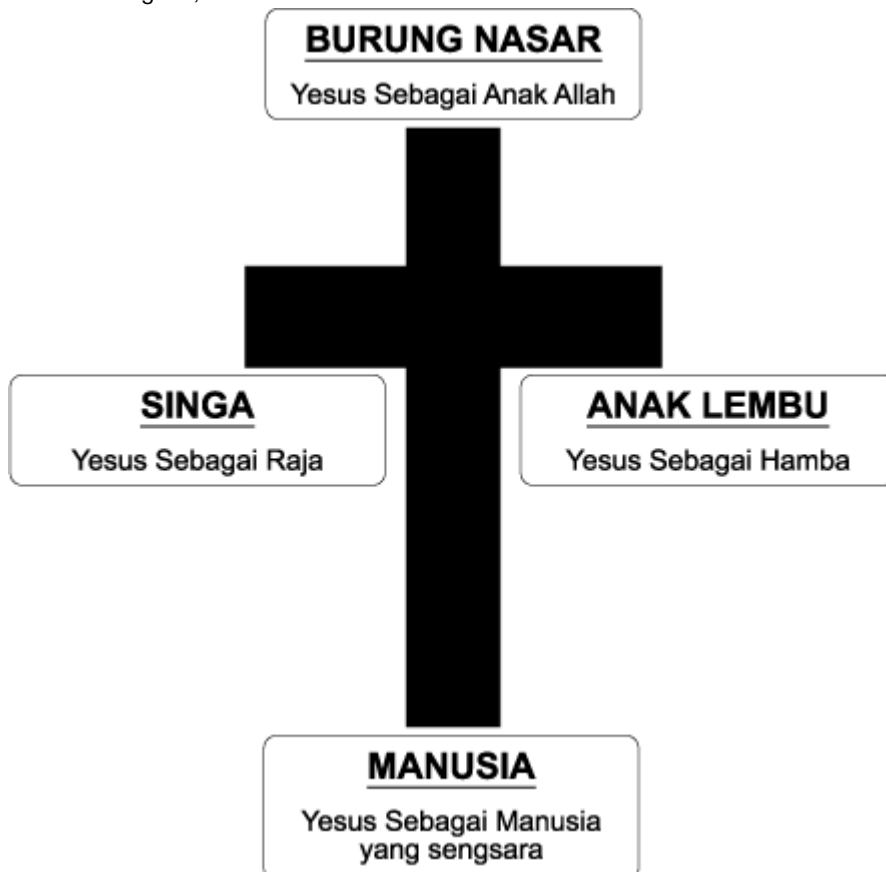 BURUNG NASAR
Yesus Sebagai Anak Allah
SINGA
Yesus Sebagai Raja
ANAK LEMBU
Yesus Sebagai Hamba
MANUSIA
Yesus Sebagai Manusia
yang sengsara